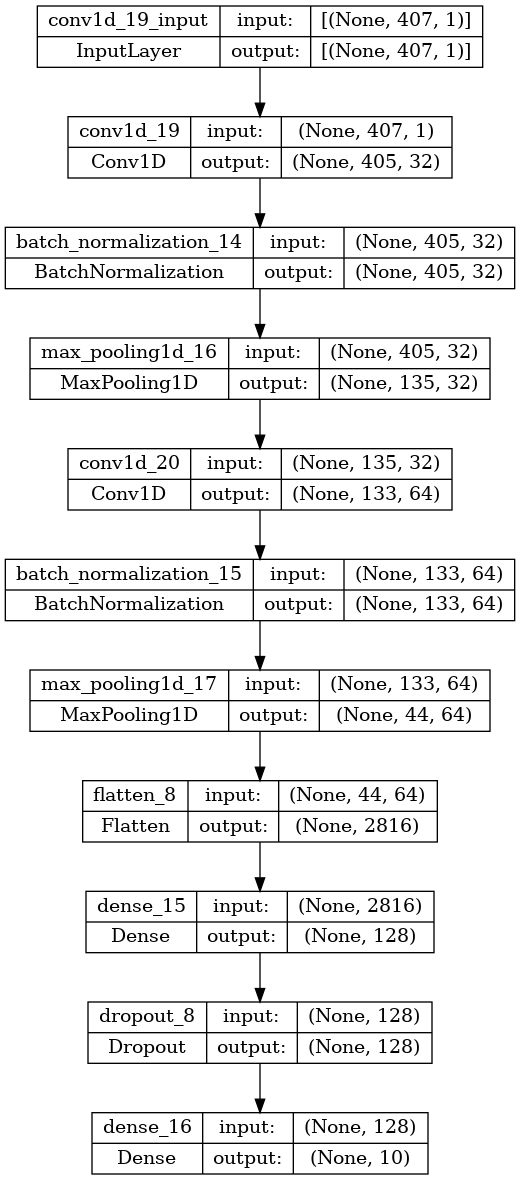 conv1d_19_input input: [(None, 407, 1)]
InputLayer output: [(None, 407, 1)]
conv1d_19 input: (None, 407, 1)
Conv1D output: (None, 405, 32)
batch_normalization_14 input: (None, 405, 32)
BatchNormalization output: (None, 405, 32)
max_pooling1d_16 input: (None, 405, 32)
MaxPooling1D output: (None, 135, 32)
conv1d_20 input: (None, 135, 32)
Conv1D output: (None, 133, 64)
batch_normalization_15 input: (None, 133, 64)
BatchNormalization output: (None, 133, 64)
max_pooling1d_17 input: (None, 133, 64)
MaxPooling1D output: (None, 44, 64)
flatten_8 input: (None, 44, 64)
Flatten output: (None, 2816)
dense_15 input: (None, 2816)
Dense output: (None, 128)
dropout_8 input: (None, 128)
Dropout output: (None, 128)
dense_16 input: (None, 128)
Dense output: (None, 10)